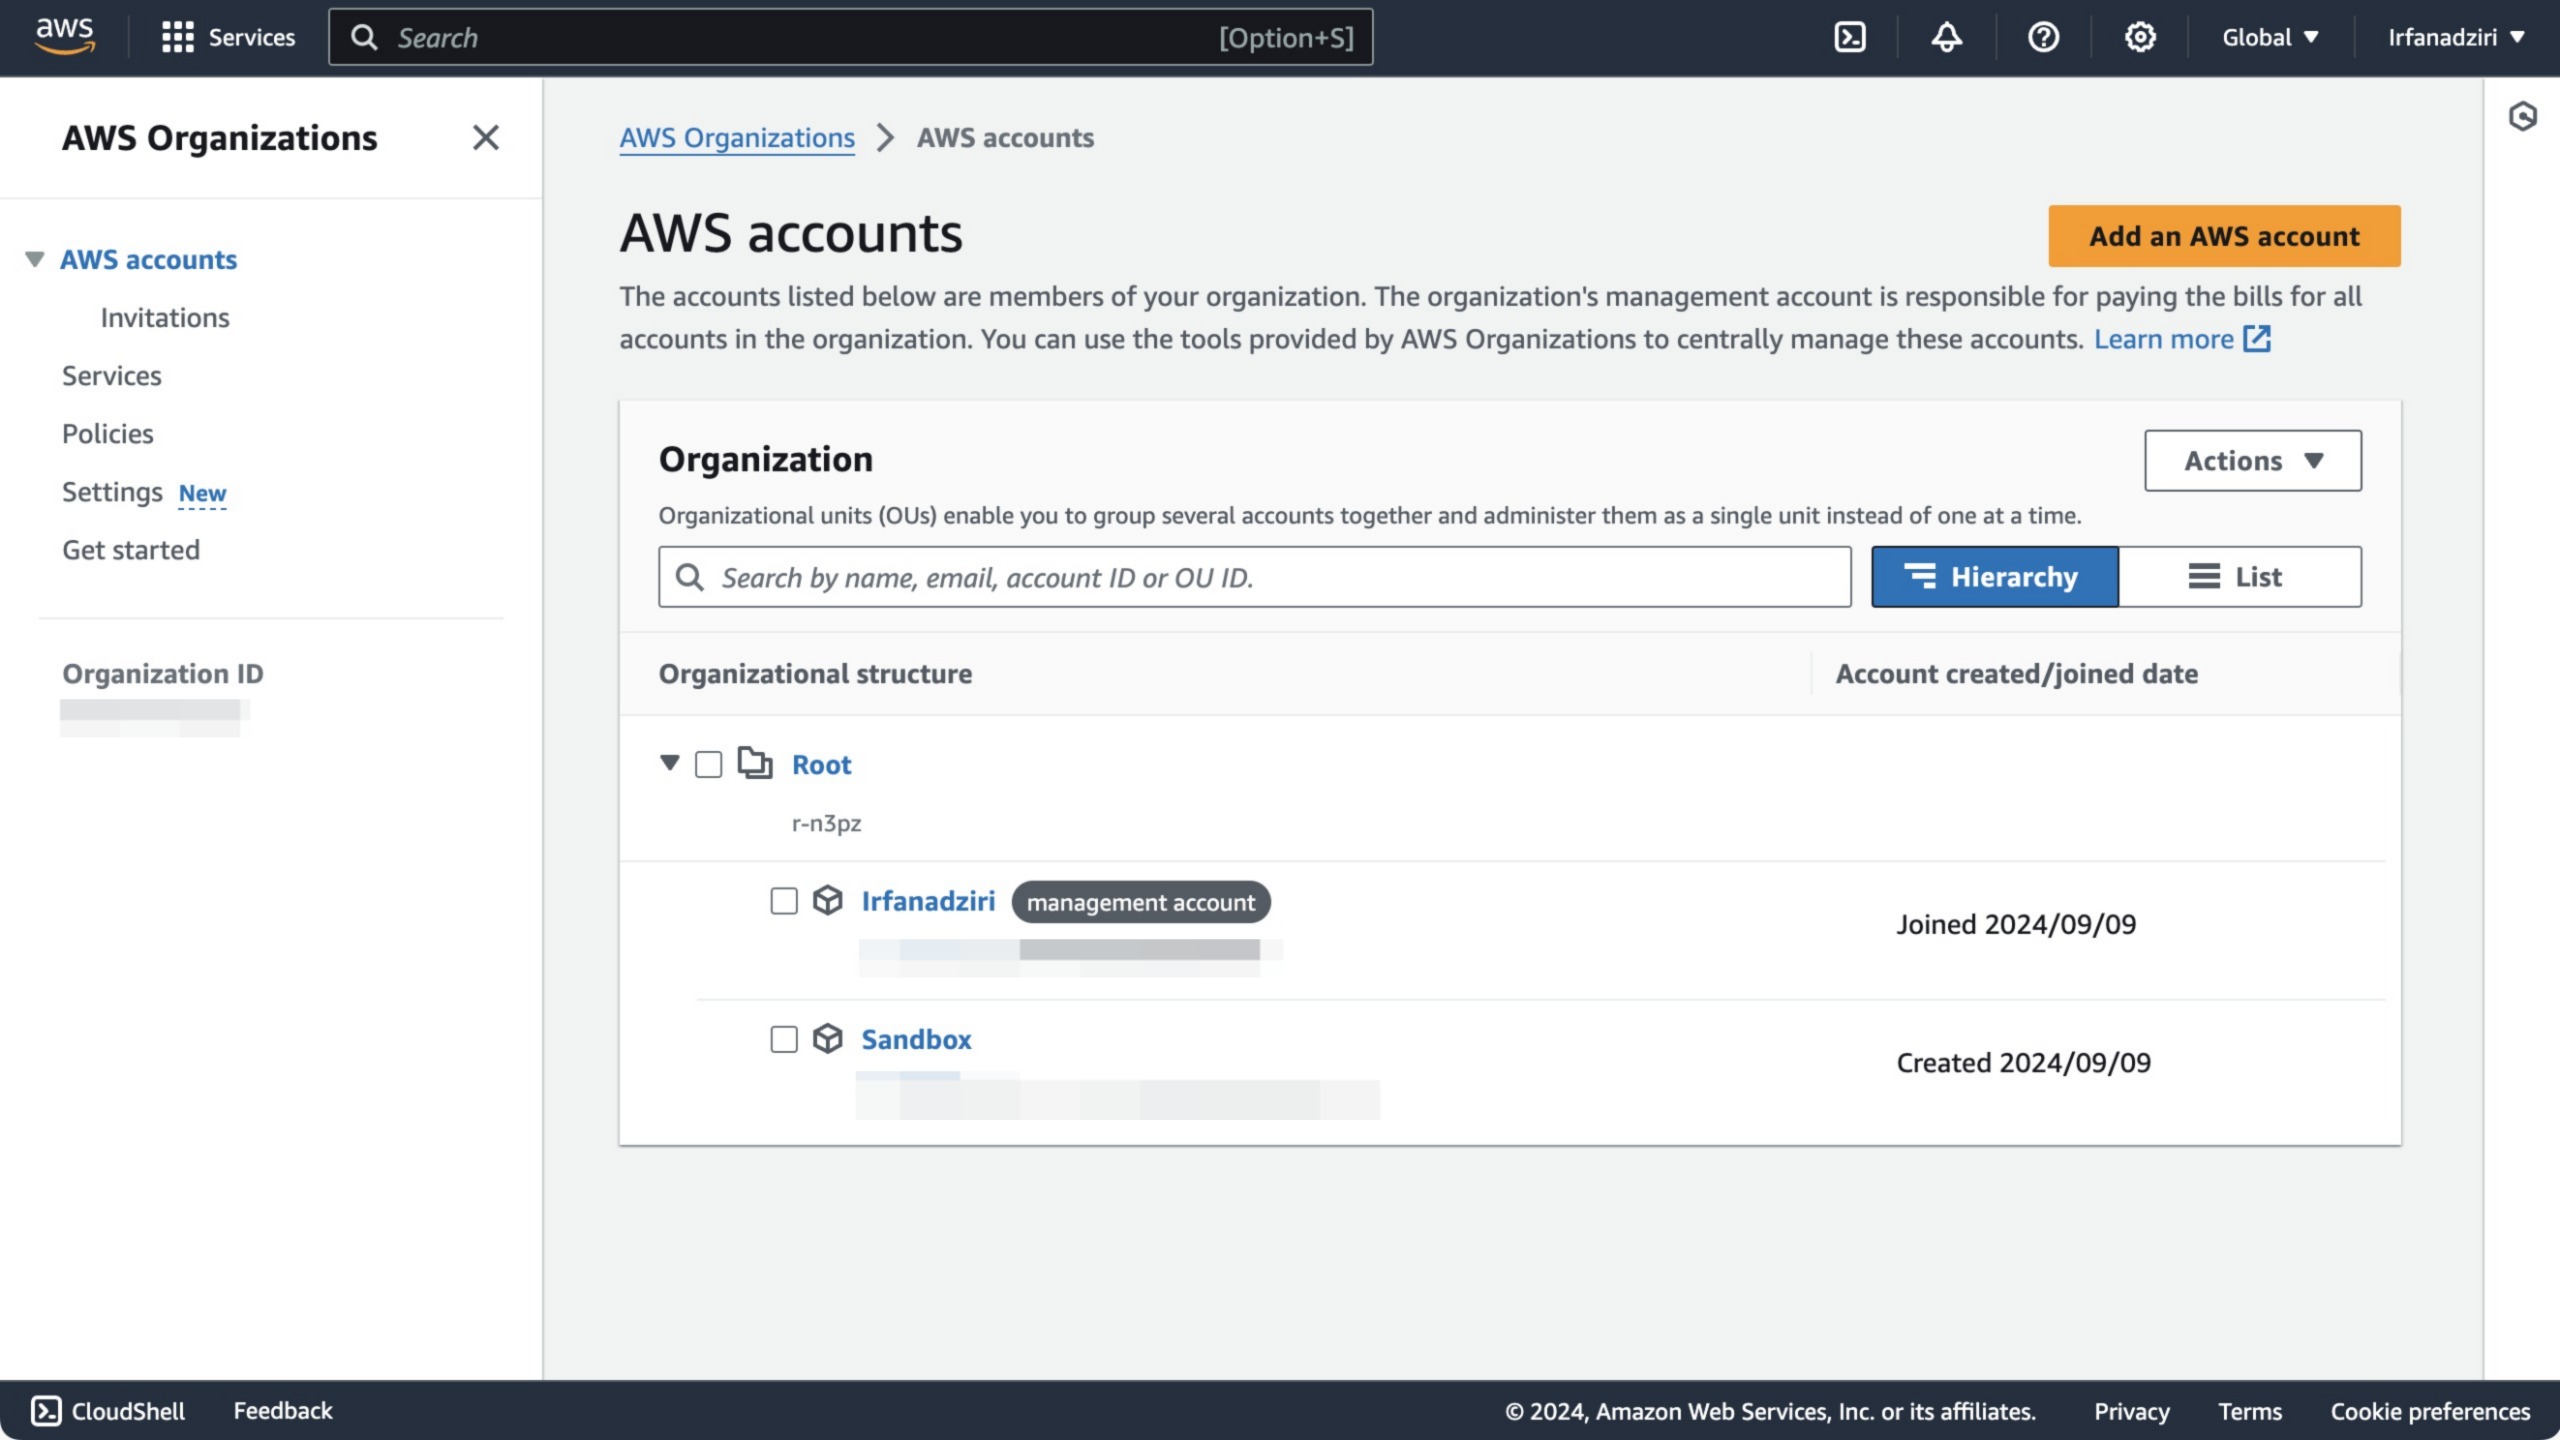 aws
Services
Search
[Option+S]
Global
Irfanadziri
AWS Organizations
AWS accounts
Invitations
Services
Policies
Settings New
Get started
Organization ID
AWS Organizations > AWS accounts
AWS accounts
Add an AWS account
The accounts listed below are members of your organization. The organization's management account is responsible for paying the bills for all
accounts in the organization. You can use the tools provided by AWS Organizations to centrally manage these accounts. Learn more
Organization
Actions
Organizational units (OUs) enable you to group several accounts together and administer them as a single unit instead of one at a time.
Search by name, email, account ID or OU ID.
Hierarchy
List
Organizational structure
Account created/joined date
Root
r-n3pz
Irfanadziri management account
Joined 2024/09/09
Sandbox
Created 2024/09/09
CloudShell
Feedback
© 2024, Amazon Web Services, Inc. or its affiliates.
Privacy
Terms
Cookie preferences